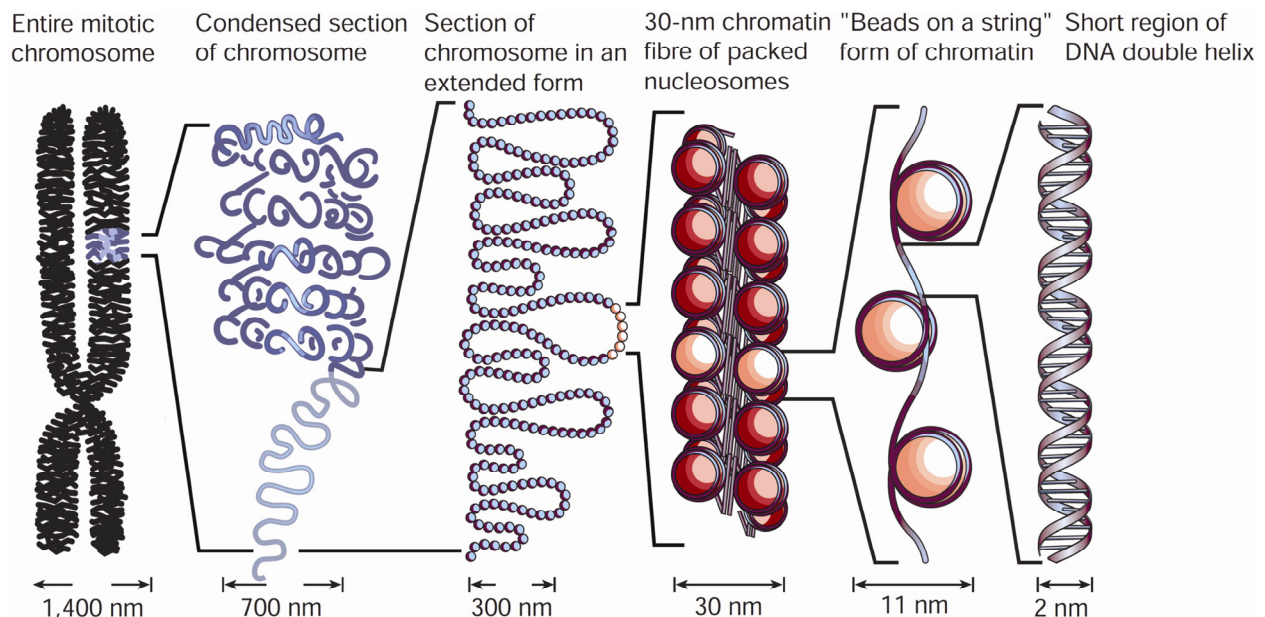 Entire mitotic
chromosome
Condensed section
of chromosome
Section of
chromosome in an
extended form
30-nm chromatin
fibre of packed
nucleosomes
"Beads on a string"
form of chromatin
Short region of
DNA double helix
1,400 nm
700 nm
300 nm
30 nm
11 nm
2 nm